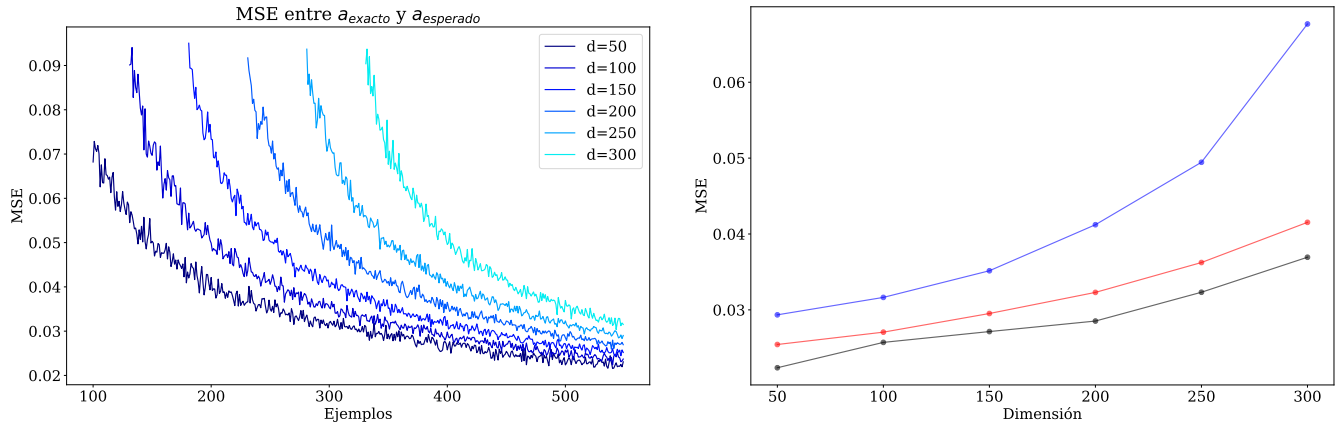 MSE entre a_exacto y a_esperado
MSE
0.09
0.08
0.07
0.06
0.05
0.04
0.03
0.02
d=50
d=100
d=150
d=200
d=250
d=300
100 200 300 400 500
Ejemplos
MSE
0.06
0.05
0.04
0.03
50 100 150 200 250 300
Dimensión